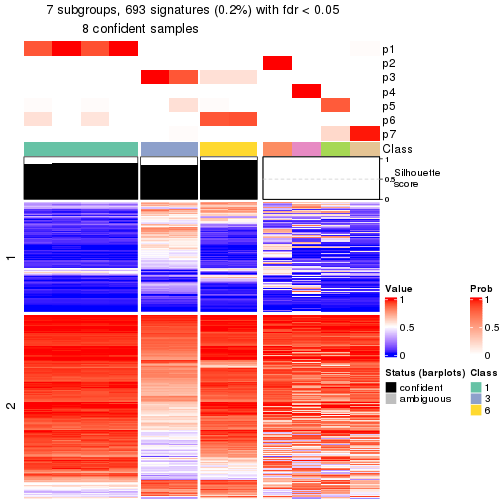 7 subgroups, 693 signatures (0.2%) with fdr < 0.05
8 confident samples
p1
p2
p3
p4
p5
p6
p7
Class
1
0.5
0
Silhouette
score
1
2
Value
1
0.5
0
Prob
1
0.5
0
Status (barplots)
confident
ambiguous
Class
1
3
6